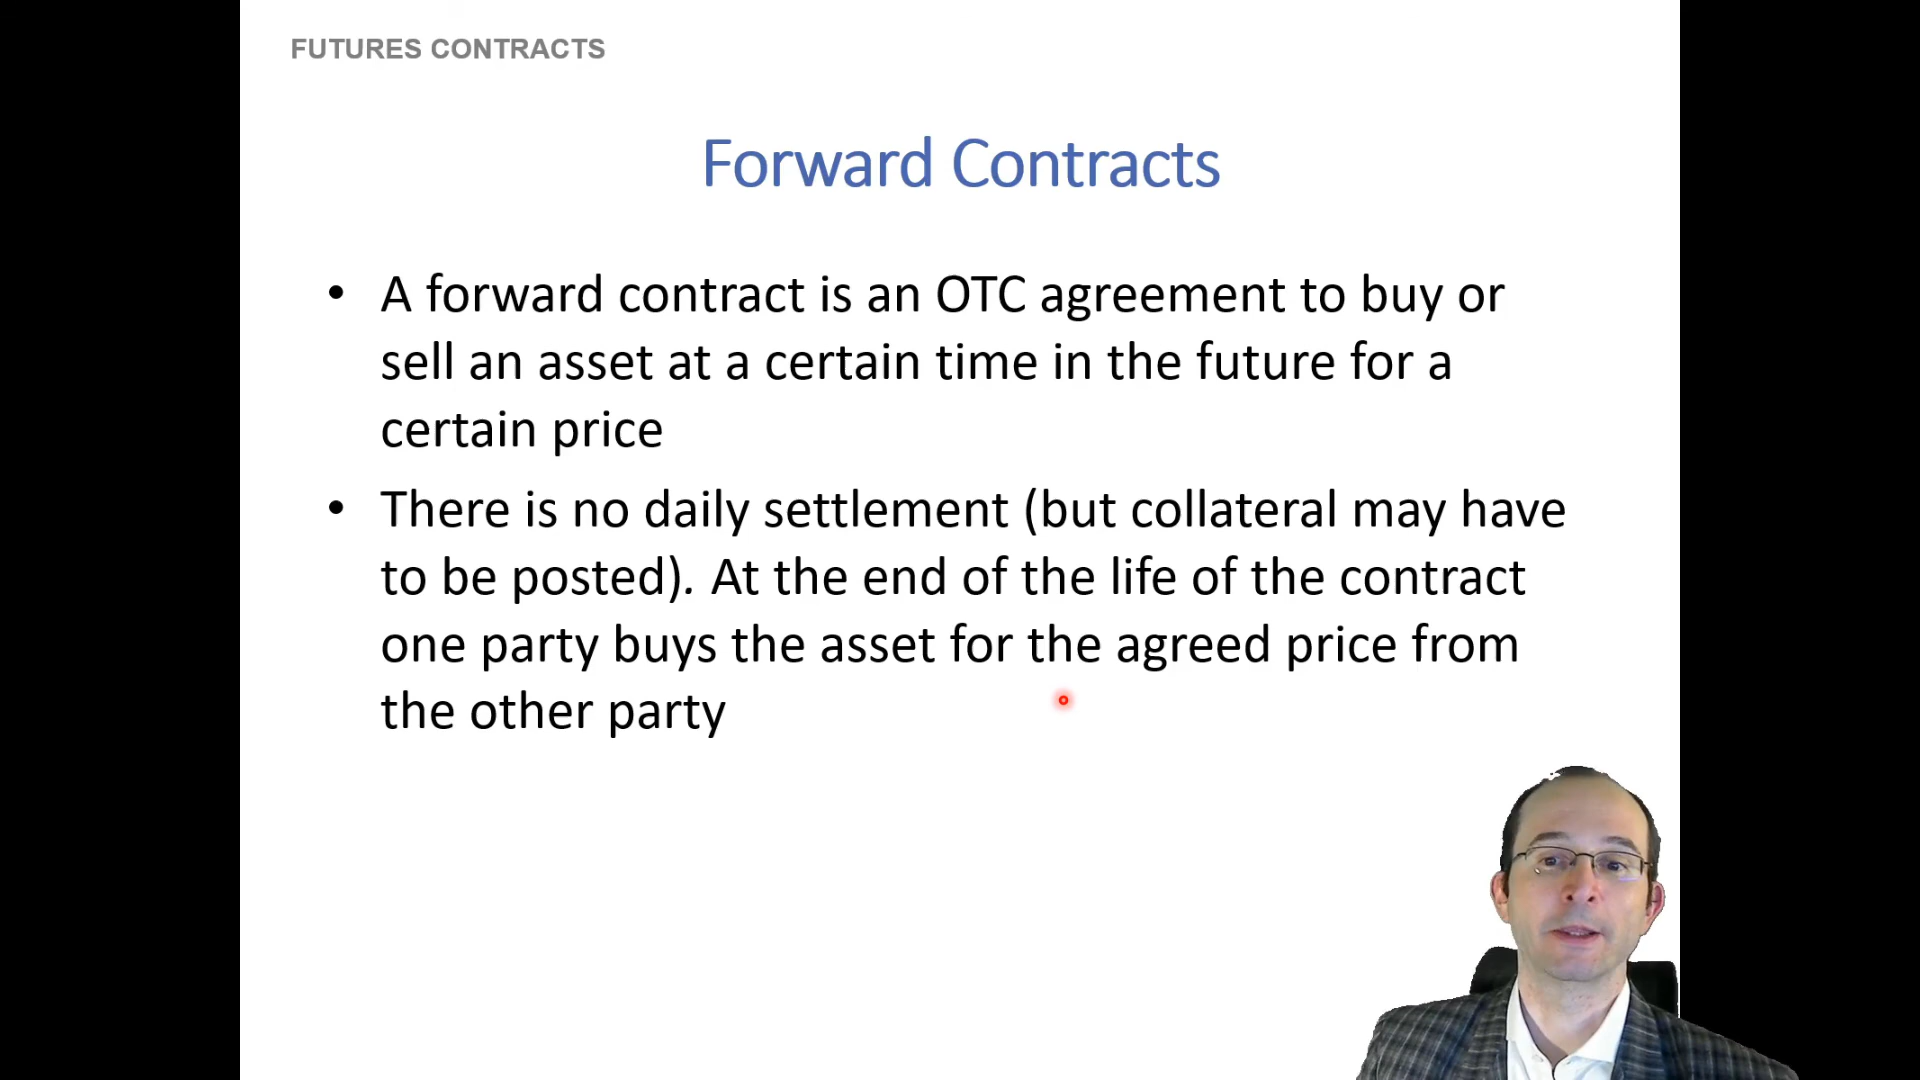 FUTURES CONTRACTS
Forward Contracts
• A forward contract is an OTC agreement to buy or
sell an asset at a certain time in the future for a
certain price
• There is no daily settlement (but collateral may have
to be posted). At the end of the life of the contract
one party buys the asset for the agreed price from
the other party